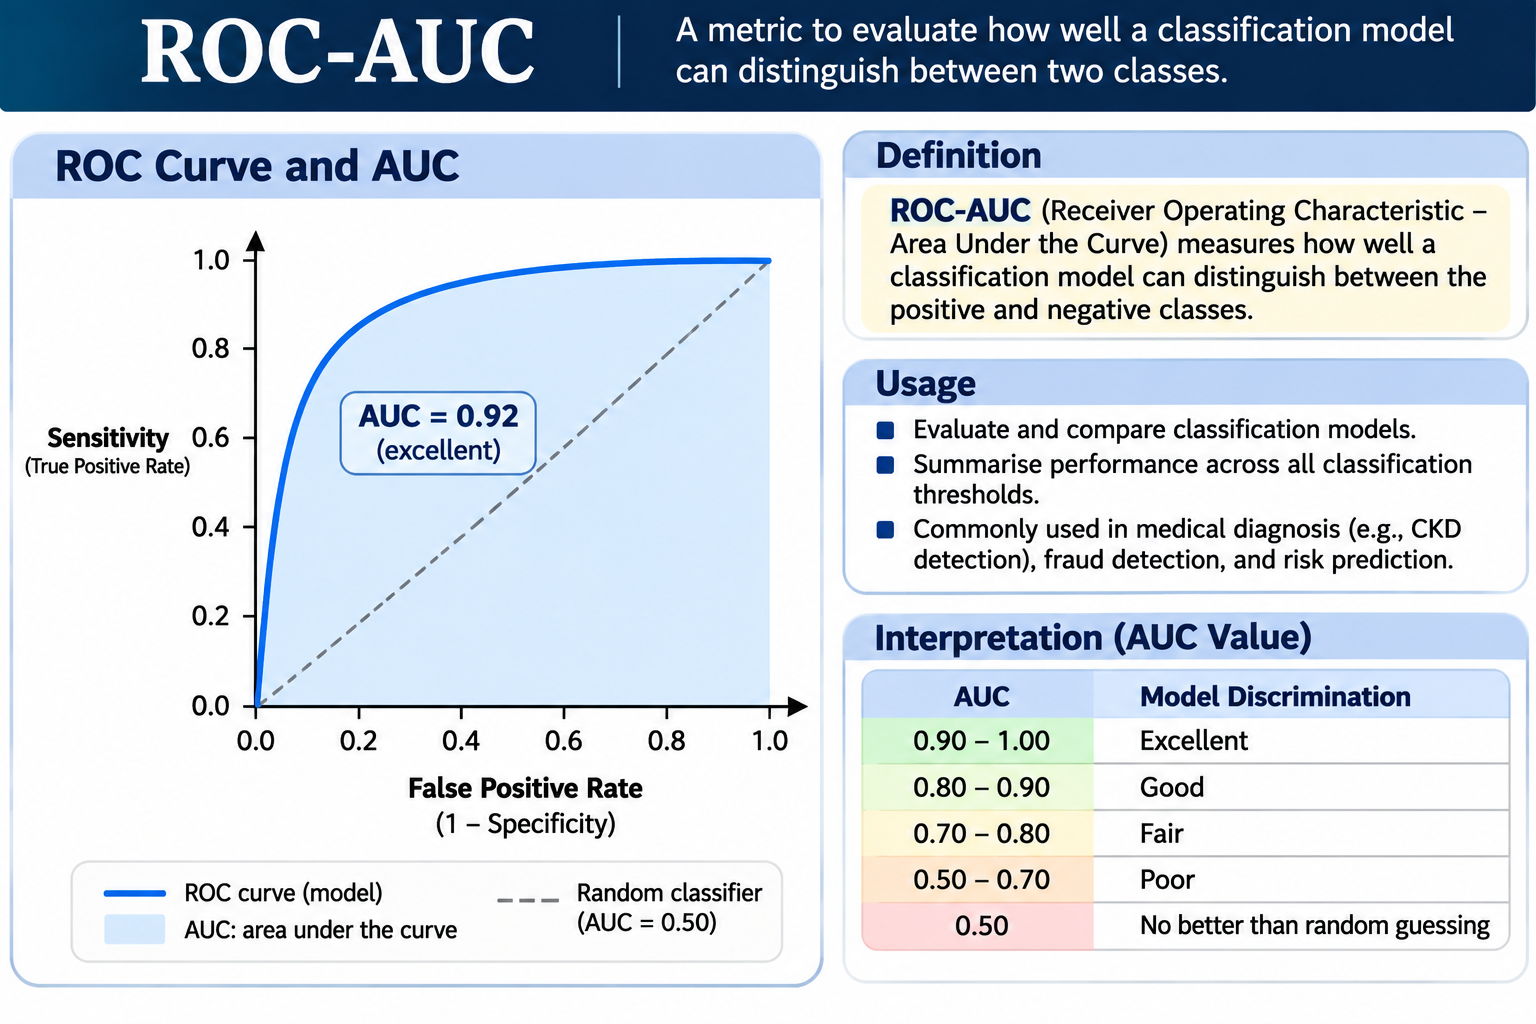 ROC-AUC
A metric to evaluate how well a classification model
can distinguish between two classes.
ROC Curve and AUC
1.0
0.8
0.6
0.4
0.2
0.0
Sensitivity
(True Positive Rate)
AUC = 0.92
(excellent)
0.0 0.2 0.4 0.6 0.8 1.0
False Positive Rate
(1 – Specificity)
ROC curve (model)
AUC: area under the curve
Random classifier
(AUC = 0.50)
Definition
ROC-AUC (Receiver Operating Characteristic –
Area Under the Curve) measures how well a
classification model can distinguish between the
positive and negative classes.
Usage
Evaluate and compare classification models.
Summarise performance across all classification
thresholds.
Commonly used in medical diagnosis (e.g., CKD
detection), fraud detection, and risk prediction.
Interpretation (AUC Value)
AUC Model Discrimination
0.90 – 1.00 Excellent
0.80 – 0.90 Good
0.70 – 0.80 Fair
0.50 – 0.70 Poor
0.50 No better than random guessing